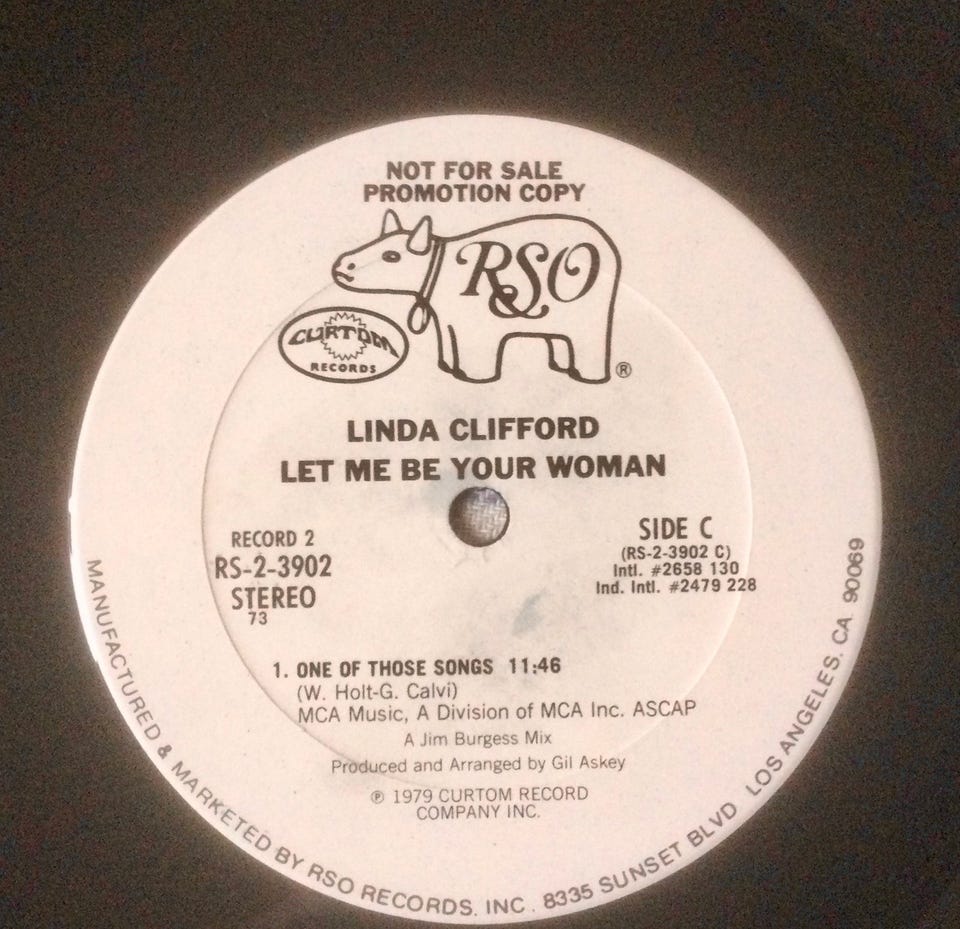 NOT FOR SALE
PROMOTION COPY
RSO
CURTOM
RECORDS
®
LINDA CLIFFORD
LET ME BE YOUR WOMAN
RECORD 2
RS-2-3902
STEREO
73
SIDE C
(RS-2-3902 C)
Intl. #2658 130
Ind. Intl. #2479 228
1. ONE OF THOSE SONGS 11:46
(W. Holt-G. Calvi)
MCA Music, A Division of MCA Inc. ASCAP
A Jim Burgess Mix
Produced and Arranged by Gil Askey
℗ 1979 CURTOM RECORD
COMPANY INC.
MANUFACTURED & MARKETED BY RSO RECORDS, INC. 8335 SUNSET BLVD LOS ANGELES, CA 90069